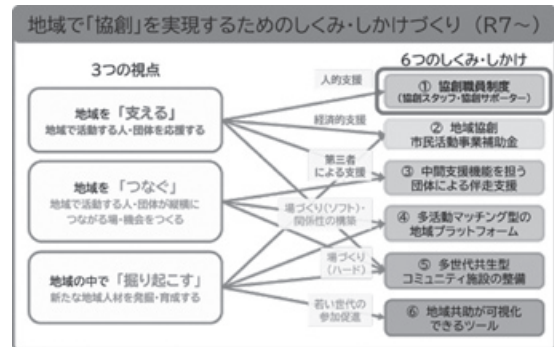 地域で「協創」を実現するためのしくみ・しかけづくり（R7～）
3つの視点
6つのしくみ・しかけ
地域を「支える」
地域で活動する人・団体を応援する
地域を「つなぐ」
地域で活動する人・団体が縦横に
つながる場・機会をつくる
地域の中で「掘り起こす」
新たな地域人材を発掘・育成する
人的支援
経済的支援
第三者
による支援
場づくり（ソフト）・
関係性の構築
場づくり
（ハード）
若い世代の
参加促進
① 協創職員制度
（協創スタッフ・協創サポーター）
② 地域協創
市民活動事業補助金
③ 中間支援機能を担う
団体による伴走支援
④ 多活動マッチング型の
地域プラットフォーム
⑤ 多世代共生型
コミュニティ施設の整備
⑥ 地域共助が可視化
できるツール